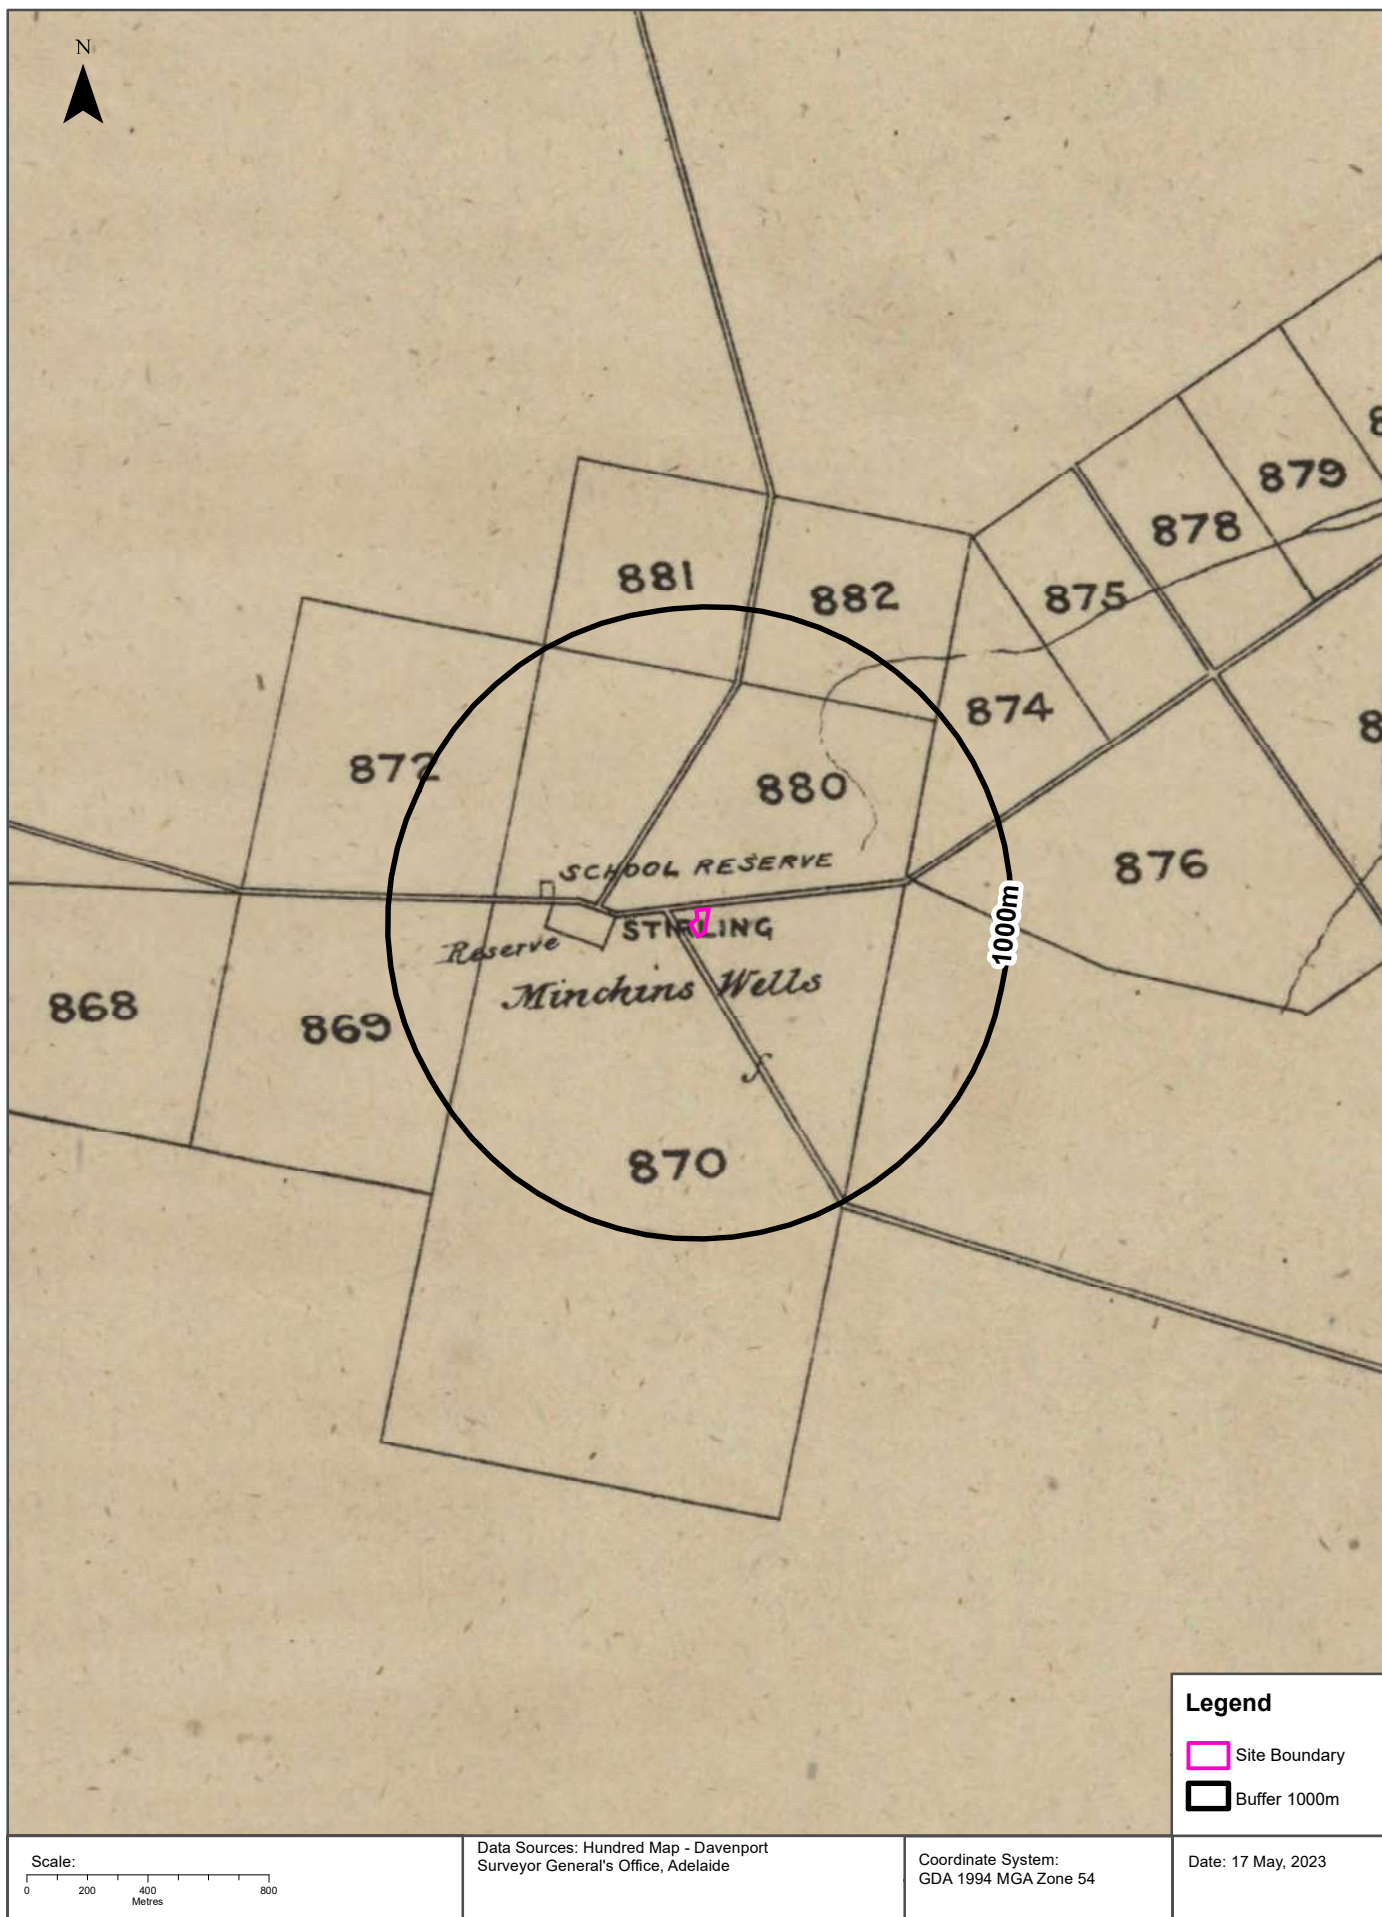 N
879
878
881
882
875
874
872
880
876
SCHOOL RESERVE
1000m
STIRLING
Reserve
Minchins Wells
868
869
870
Legend
Site Boundary
Buffer 1000m
Scale:
0 200 400 800
Metres
Data Sources: Hundred Map - Davenport
Surveyor General's Office, Adelaide
Coordinate System:
GDA 1994 MGA Zone 54
Date: 17 May, 2023